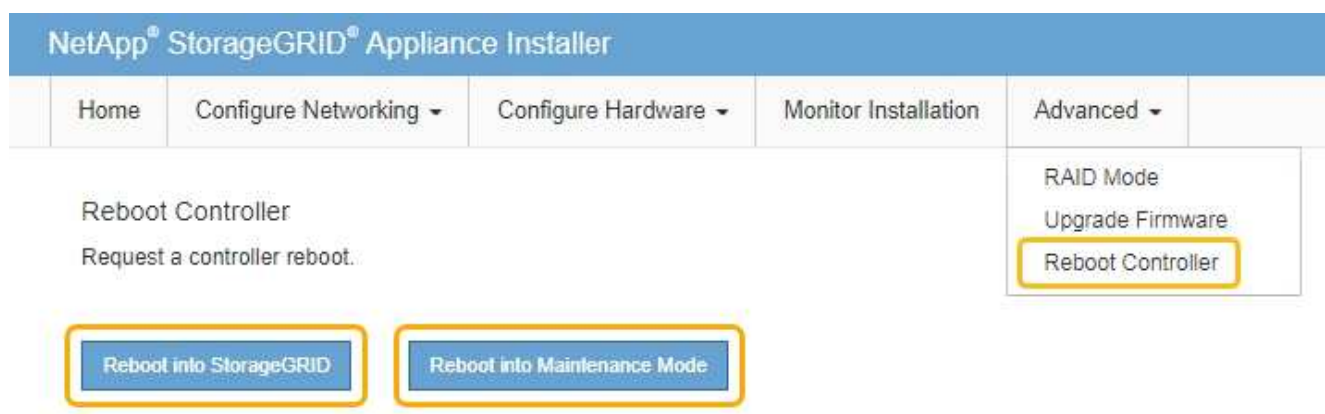 NetApp® StorageGRID® Appliance Installer
Home Configure Networking Configure Hardware Monitor Installation Advanced
RAID Mode
Upgrade Firmware
Reboot Controller
Reboot Controller
Request a controller reboot.
Reboot into StorageGRID Reboot into Maintenance Mode